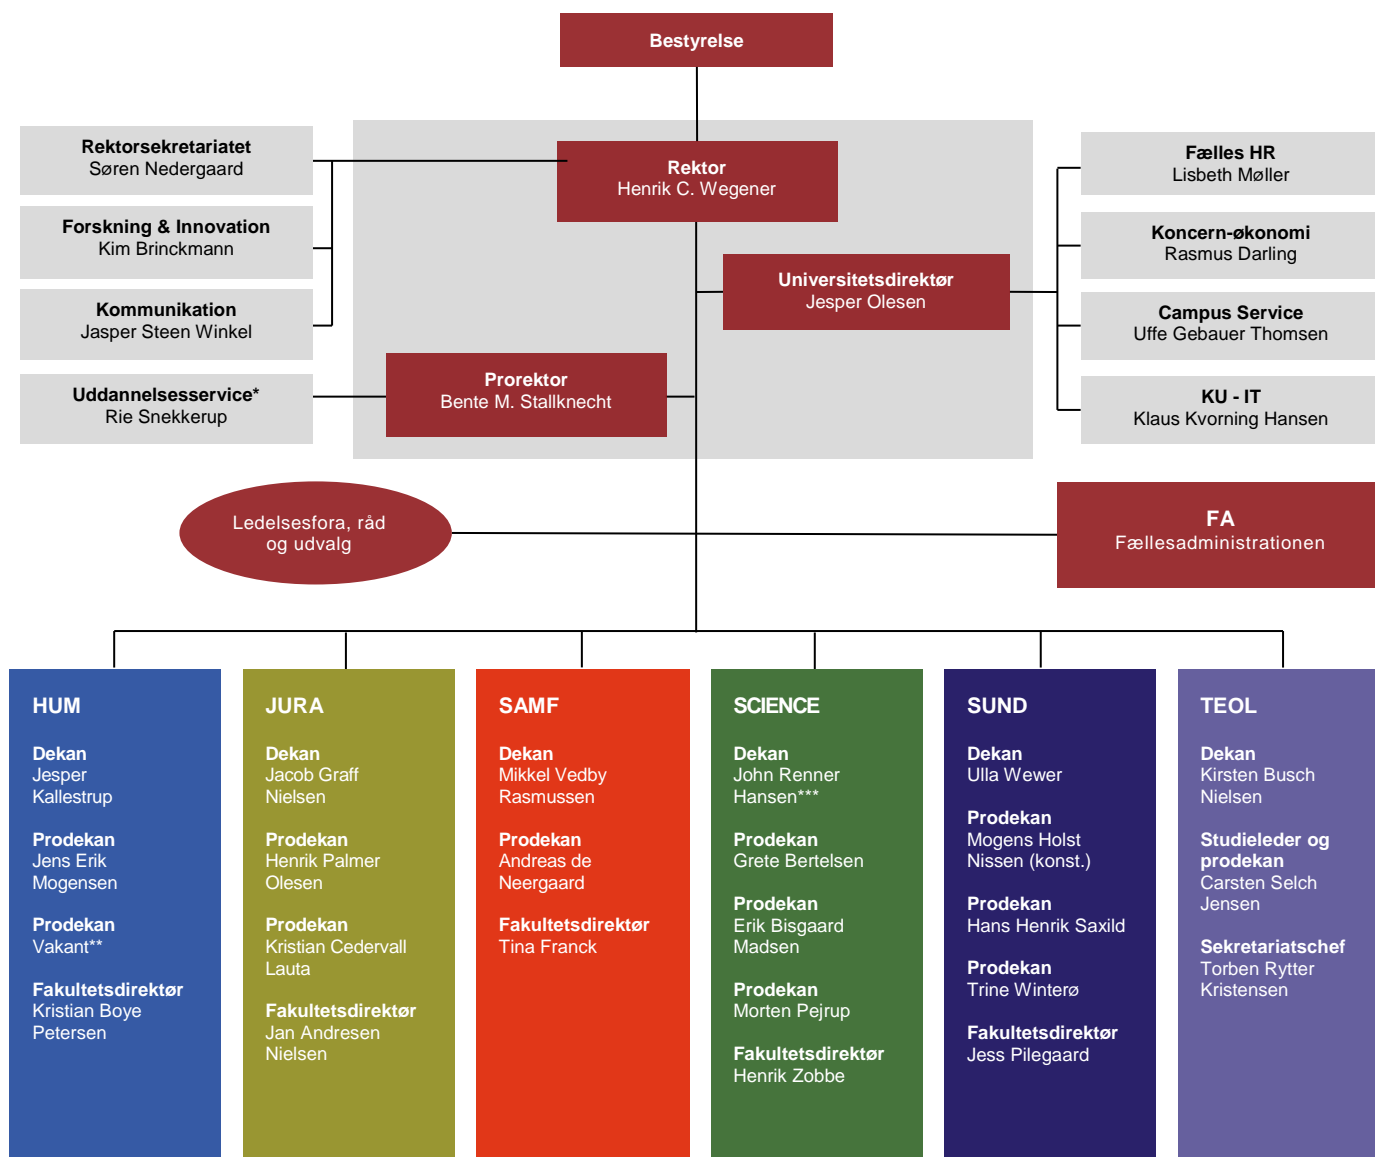 Bestyrelse
Rektorsekretariatet
Søren Nedergaard
Forskning & Innovation
Kim Brinckmann
Kommunikation
Jasper Steen Winkel
Uddannelsesservice*
Rie Snekkerup
Rektor
Henrik C. Wegener
Universitetsdirektør
Jesper Olesen
Prorektor
Bente M. Stallknecht
Fælles HR
Lisbeth Møller
Koncern-økonomi
Rasmus Darling
Campus Service
Uffe Gebauer Thomsen
KU - IT
Klaus Kvorning Hansen
Ledelsesfora, råd
og udvalg
FA
Fællesadministrationen
HUM
Dekan
Jesper
Kallestrup
Prodekan
Jens Erik
Mogensen
Prodekan
Vakant**
Fakultetsdirektør
Kristian Boye
Petersen
JURA
Dekan
Jacob Graff
Nielsen
Prodekan
Henrik Palmer
Olesen
Prodekan
Kristian Cedervall
Lauta
Fakultetsdirektør
Jan Andresen
Nielsen
SAMF
Dekan
Mikkel Vedby
Rasmussen
Prodekan
Andreas de
Neergaard
Fakultetsdirektør
Tina Franck
SCIENCE
Dekan
John Renner
Hansen***
Prodekan
Grete Bertelsen
Prodekan
Erik Bisgaard
Madsen
Prodekan
Morten Pejrup
Fakultetsdirektør
Henrik Zobbe
SUND
Dekan
Ulla Wewer
Prodekan
Mogens Holst
Nissen (konst.)
Prodekan
Hans Henrik Saxild
Prodekan
Trine Winterø
Fakultetsdirektør
Jess Pilegaard
TEOL
Dekan
Kirsten Busch
Nielsen
Studieleder og
prodekan
Carsten Selch
Jensen
Sekretariatschef
Torben Rytter
Kristensen